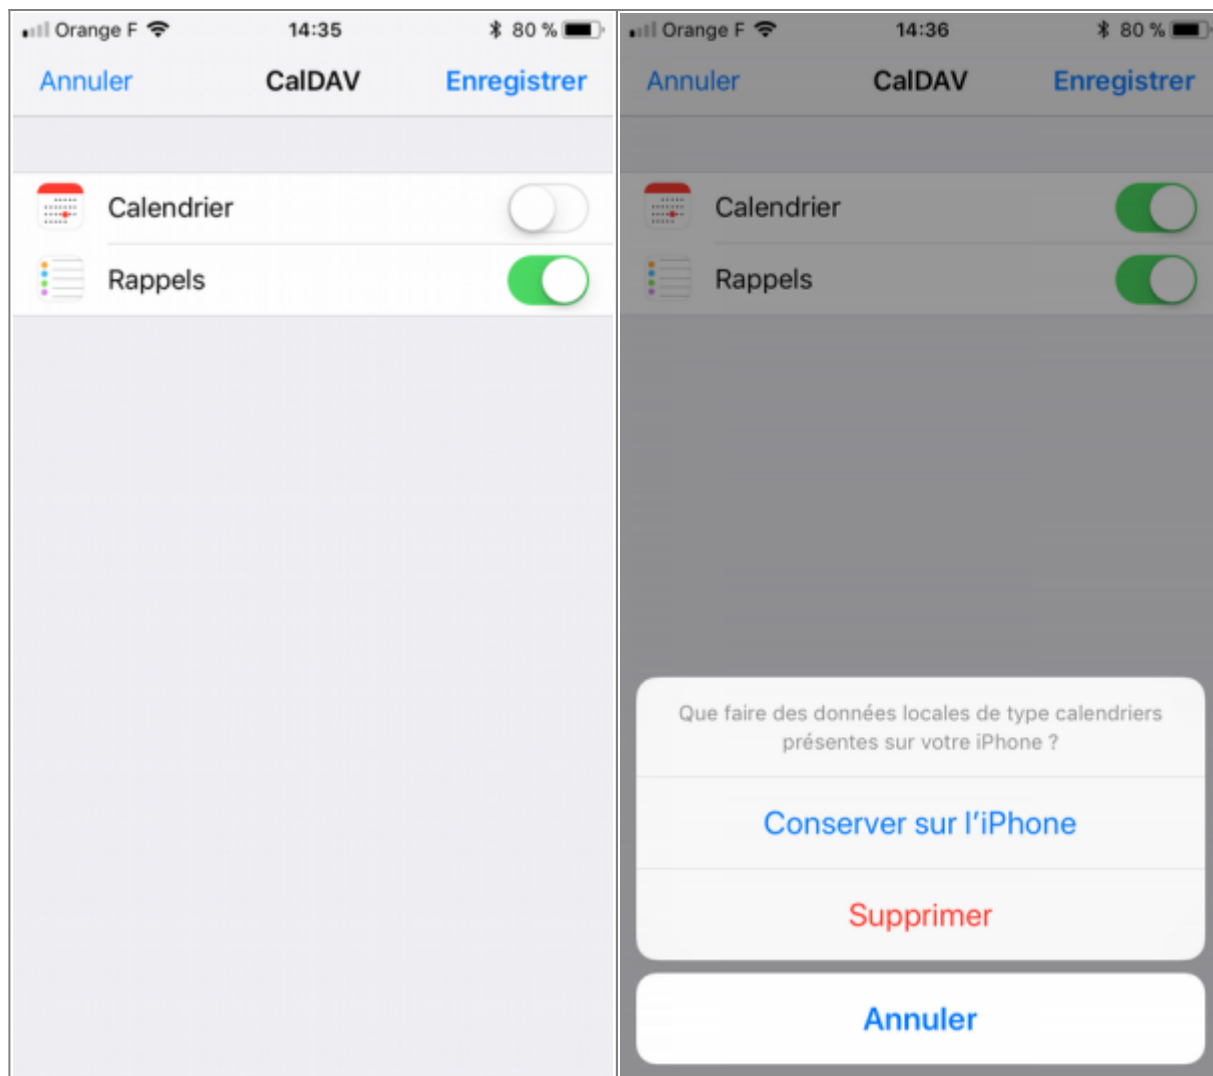 Orange F 14:35 80 %
Annuler CalDAV Enregistrer
Calendrier
Rappels
Orange F 14:36 80 %
Annuler CalDAV Enregistrer
Calendrier
Rappels
Que faire des données locales de type calendriers
présentes sur votre iPhone ?
Conserver sur l'iPhone
Supprimer
Annuler